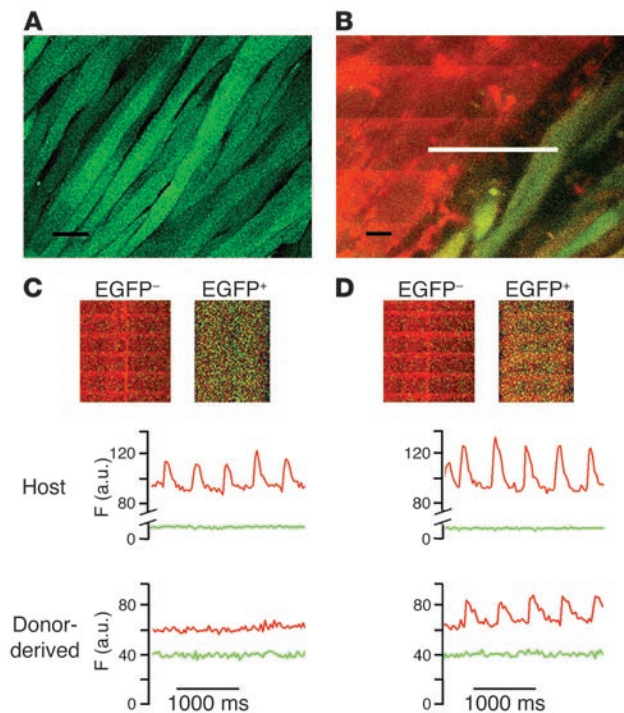 A
B
C
EGFP⁻
EGFP⁺
D
EGFP⁻
EGFP⁺
Host
F (a.u.)
120
80
0
120
80
0
Donor-
derived
F (a.u.)
80
40
0
80
40
0
1000 ms
1000 ms